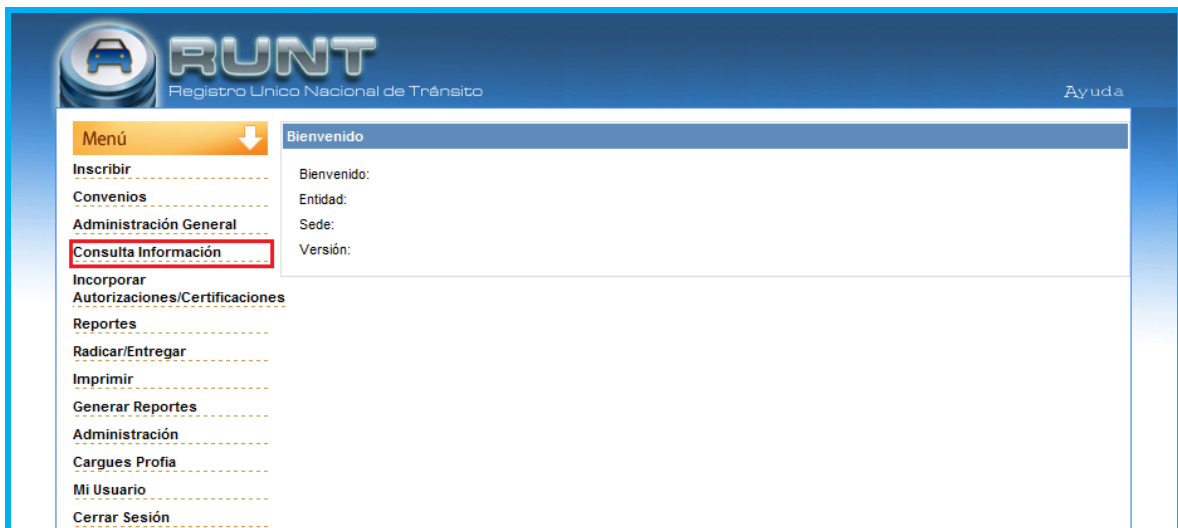 RUNT
Registro Unico Nacional de Tránsito
Ayuda
Menú
Inscribir
Convenios
Administración General
Consulta Información
Incorporar
Autorizaciones/Certificaciones
Reportes
Radicar/Entregar
Imprimir
Generar Reportes
Administración
Cargues Profia
Mi Usuario
Cerrar Sesión
Bienvenido
Bienvenido:
Entidad:
Sede:
Versión: